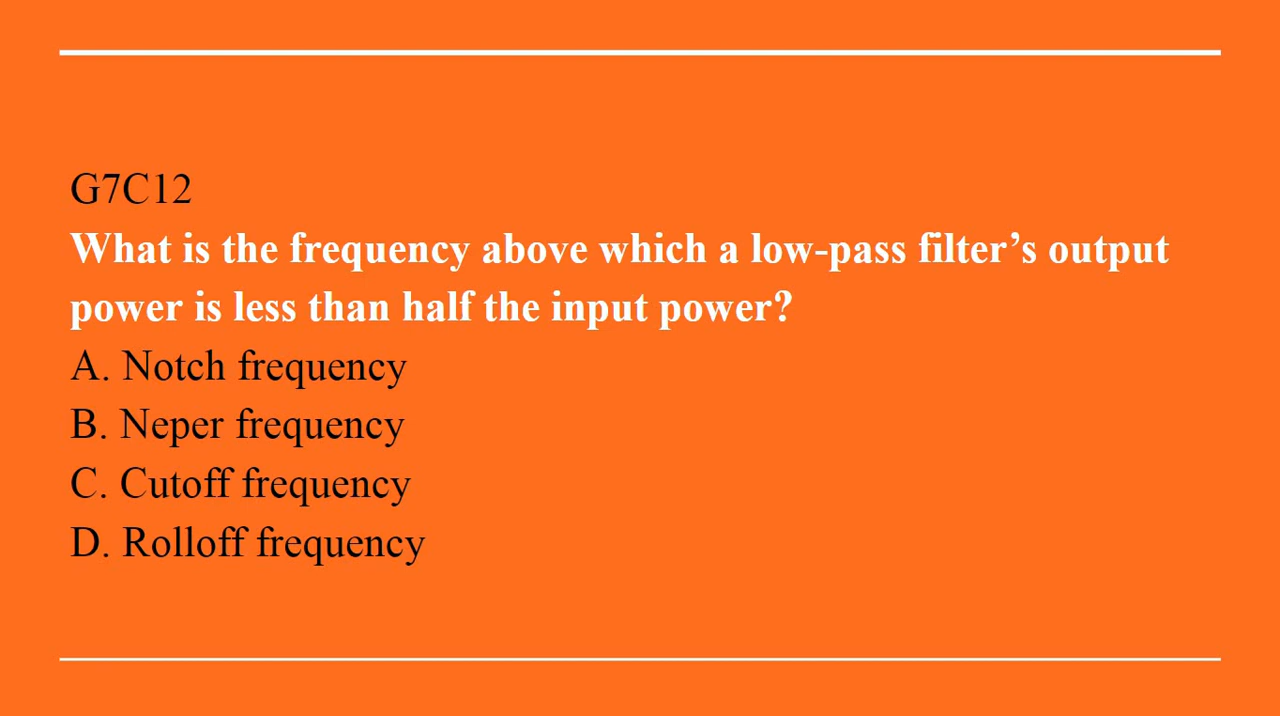 G7C12
What is the frequency above which a low-pass filter’s output
power is less than half the input power?
A. Notch frequency
B. Neper frequency
C. Cutoff frequency
D. Rolloff frequency